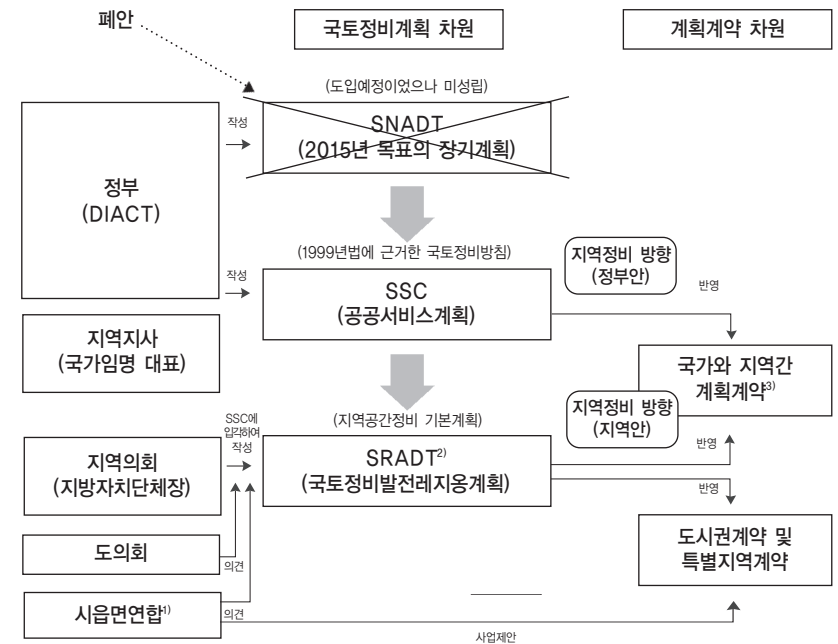 폐안
국토정비계획 차원
계획계약 차원
(도입예정이었으나 미성립)
작성
SNADT
(2015년 목표의 장기계획)
정부
(DIACT)
(1999년법에 근거한 국토정비방침)
지역정비 방향
(정부안)
작성
SSC
(공공서비스계획)
반영
지역지사
(국가임명 대표)
국가와 지역간
계획계약3)
지역정비 방향
(지역안)
(지역공간정비 기본계획)
SSC에
입각하여
작성
지역의회
(지방자치단체장)
SRADT2)
(국토정비발전레지옹계획)
반영
반영
도의회
의견
도시권계약 및
특별지역계약
시읍면연합1)
의견
사업제안